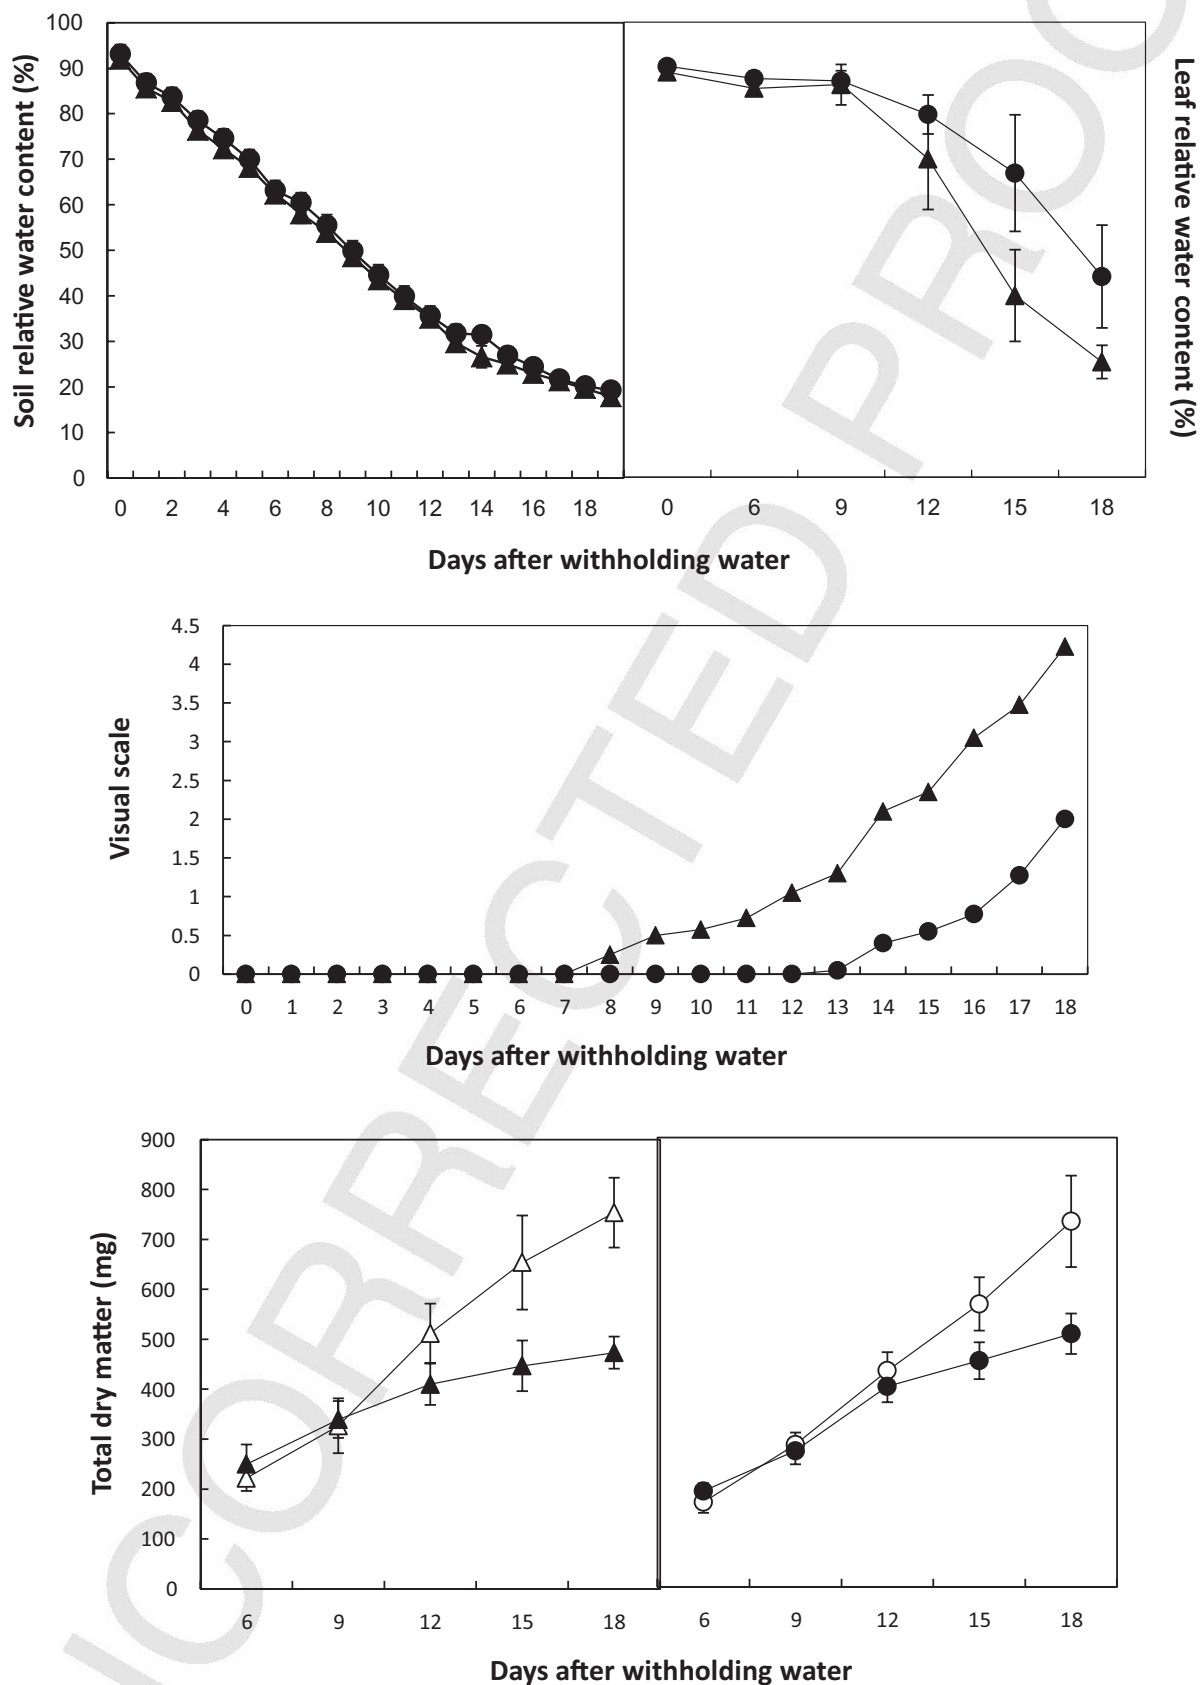 100
90
80
70
60
50
40
30
20
10
0
Soil relative water content (%)
Leaf relative water content (%)
0 2 4 6 8 10 12 14 16 18
0 6 9 12 15 18
Days after withholding water
4.5
4
3.5
3
2.5
2
1.5
1
0.5
0
Visual scale
0 1 2 3 4 5 6 7 8 9 10 11 12 13 14 15 16 17 18
Days after withholding water
900
800
700
600
500
400
300
200
100
0
Total dry matter (mg)
6 9 12 15 18
6 9 12 15 18
Days after withholding water
NCORRECTED PROO